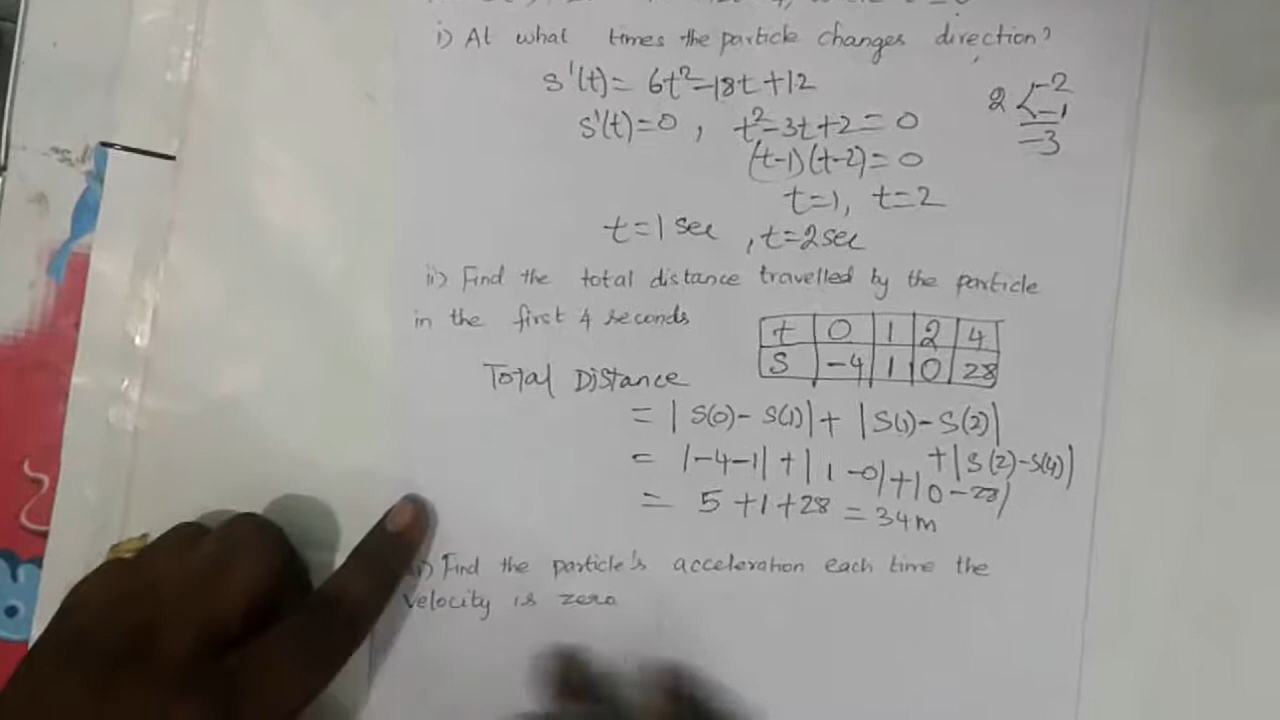 i) At what times the particle changes direction?
s'(t) = 6t²-18t+12
2 < -2
-1
-3
s'(t)=0, t²-3t+2=0
(t-1)(t-2)=0
t=1, t=2
t=1 sec, t=2sec
ii) Find the total distance travelled by the particle
in the first 4 seconds
t 0 1 2 4
S -4 1 0 28
Total Distance
= |s(0)-s(1)|+ |s(1)-s(2)|
+|s(2)-s(4)|
= |-4-1|+|1-0|+|0-28|
= 5+1+28 = 34m
Find the particle's acceleration each time the
velocity is zero